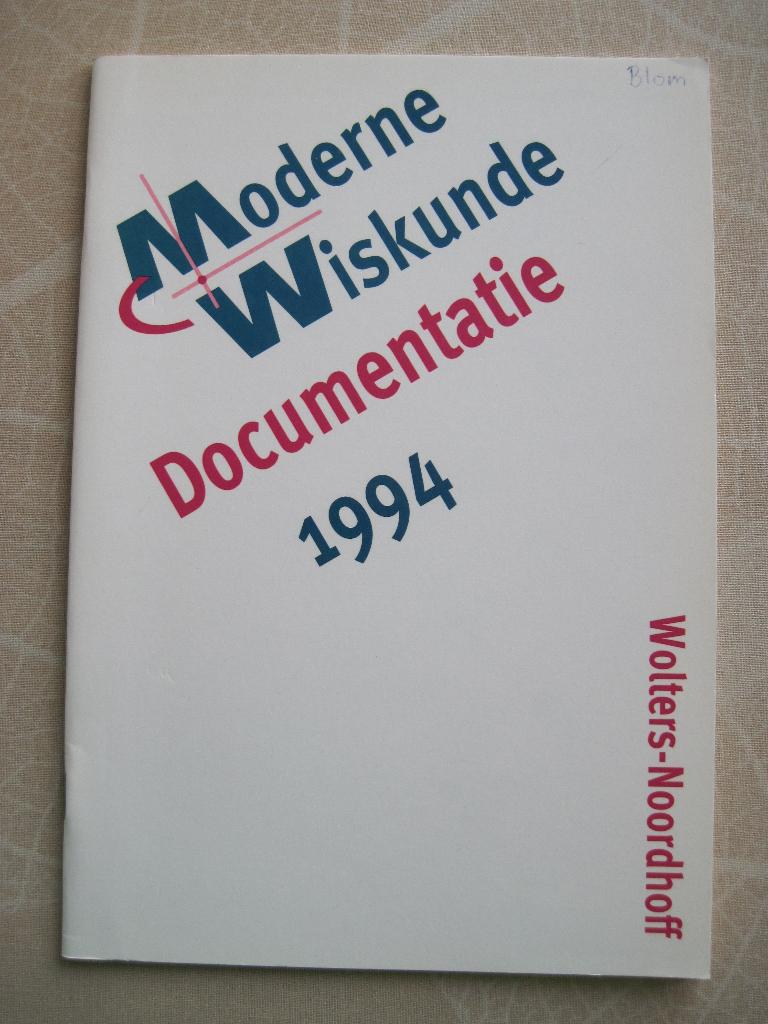 Blom
Moderne
Wiskunde
Documentatie
1994
Wolters-Noordhoff